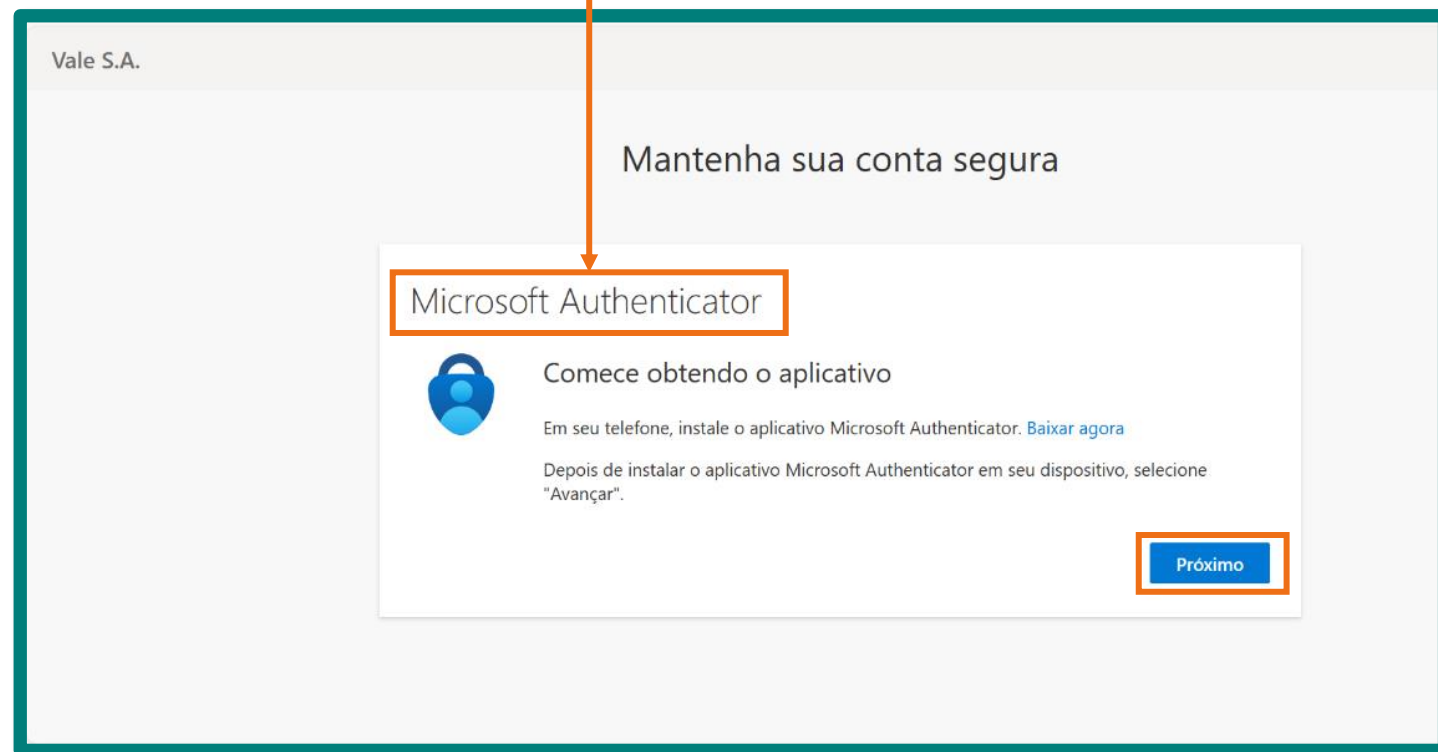 Vale S.A.
Mantenha sua conta segura
Microsoft Authenticator
Comece obtendo o aplicativo
Em seu telefone, instale o aplicativo Microsoft Authenticator. Baixar agora
Depois de instalar o aplicativo Microsoft Authenticator em seu dispositivo, selecione
"Avançar".
Próximo